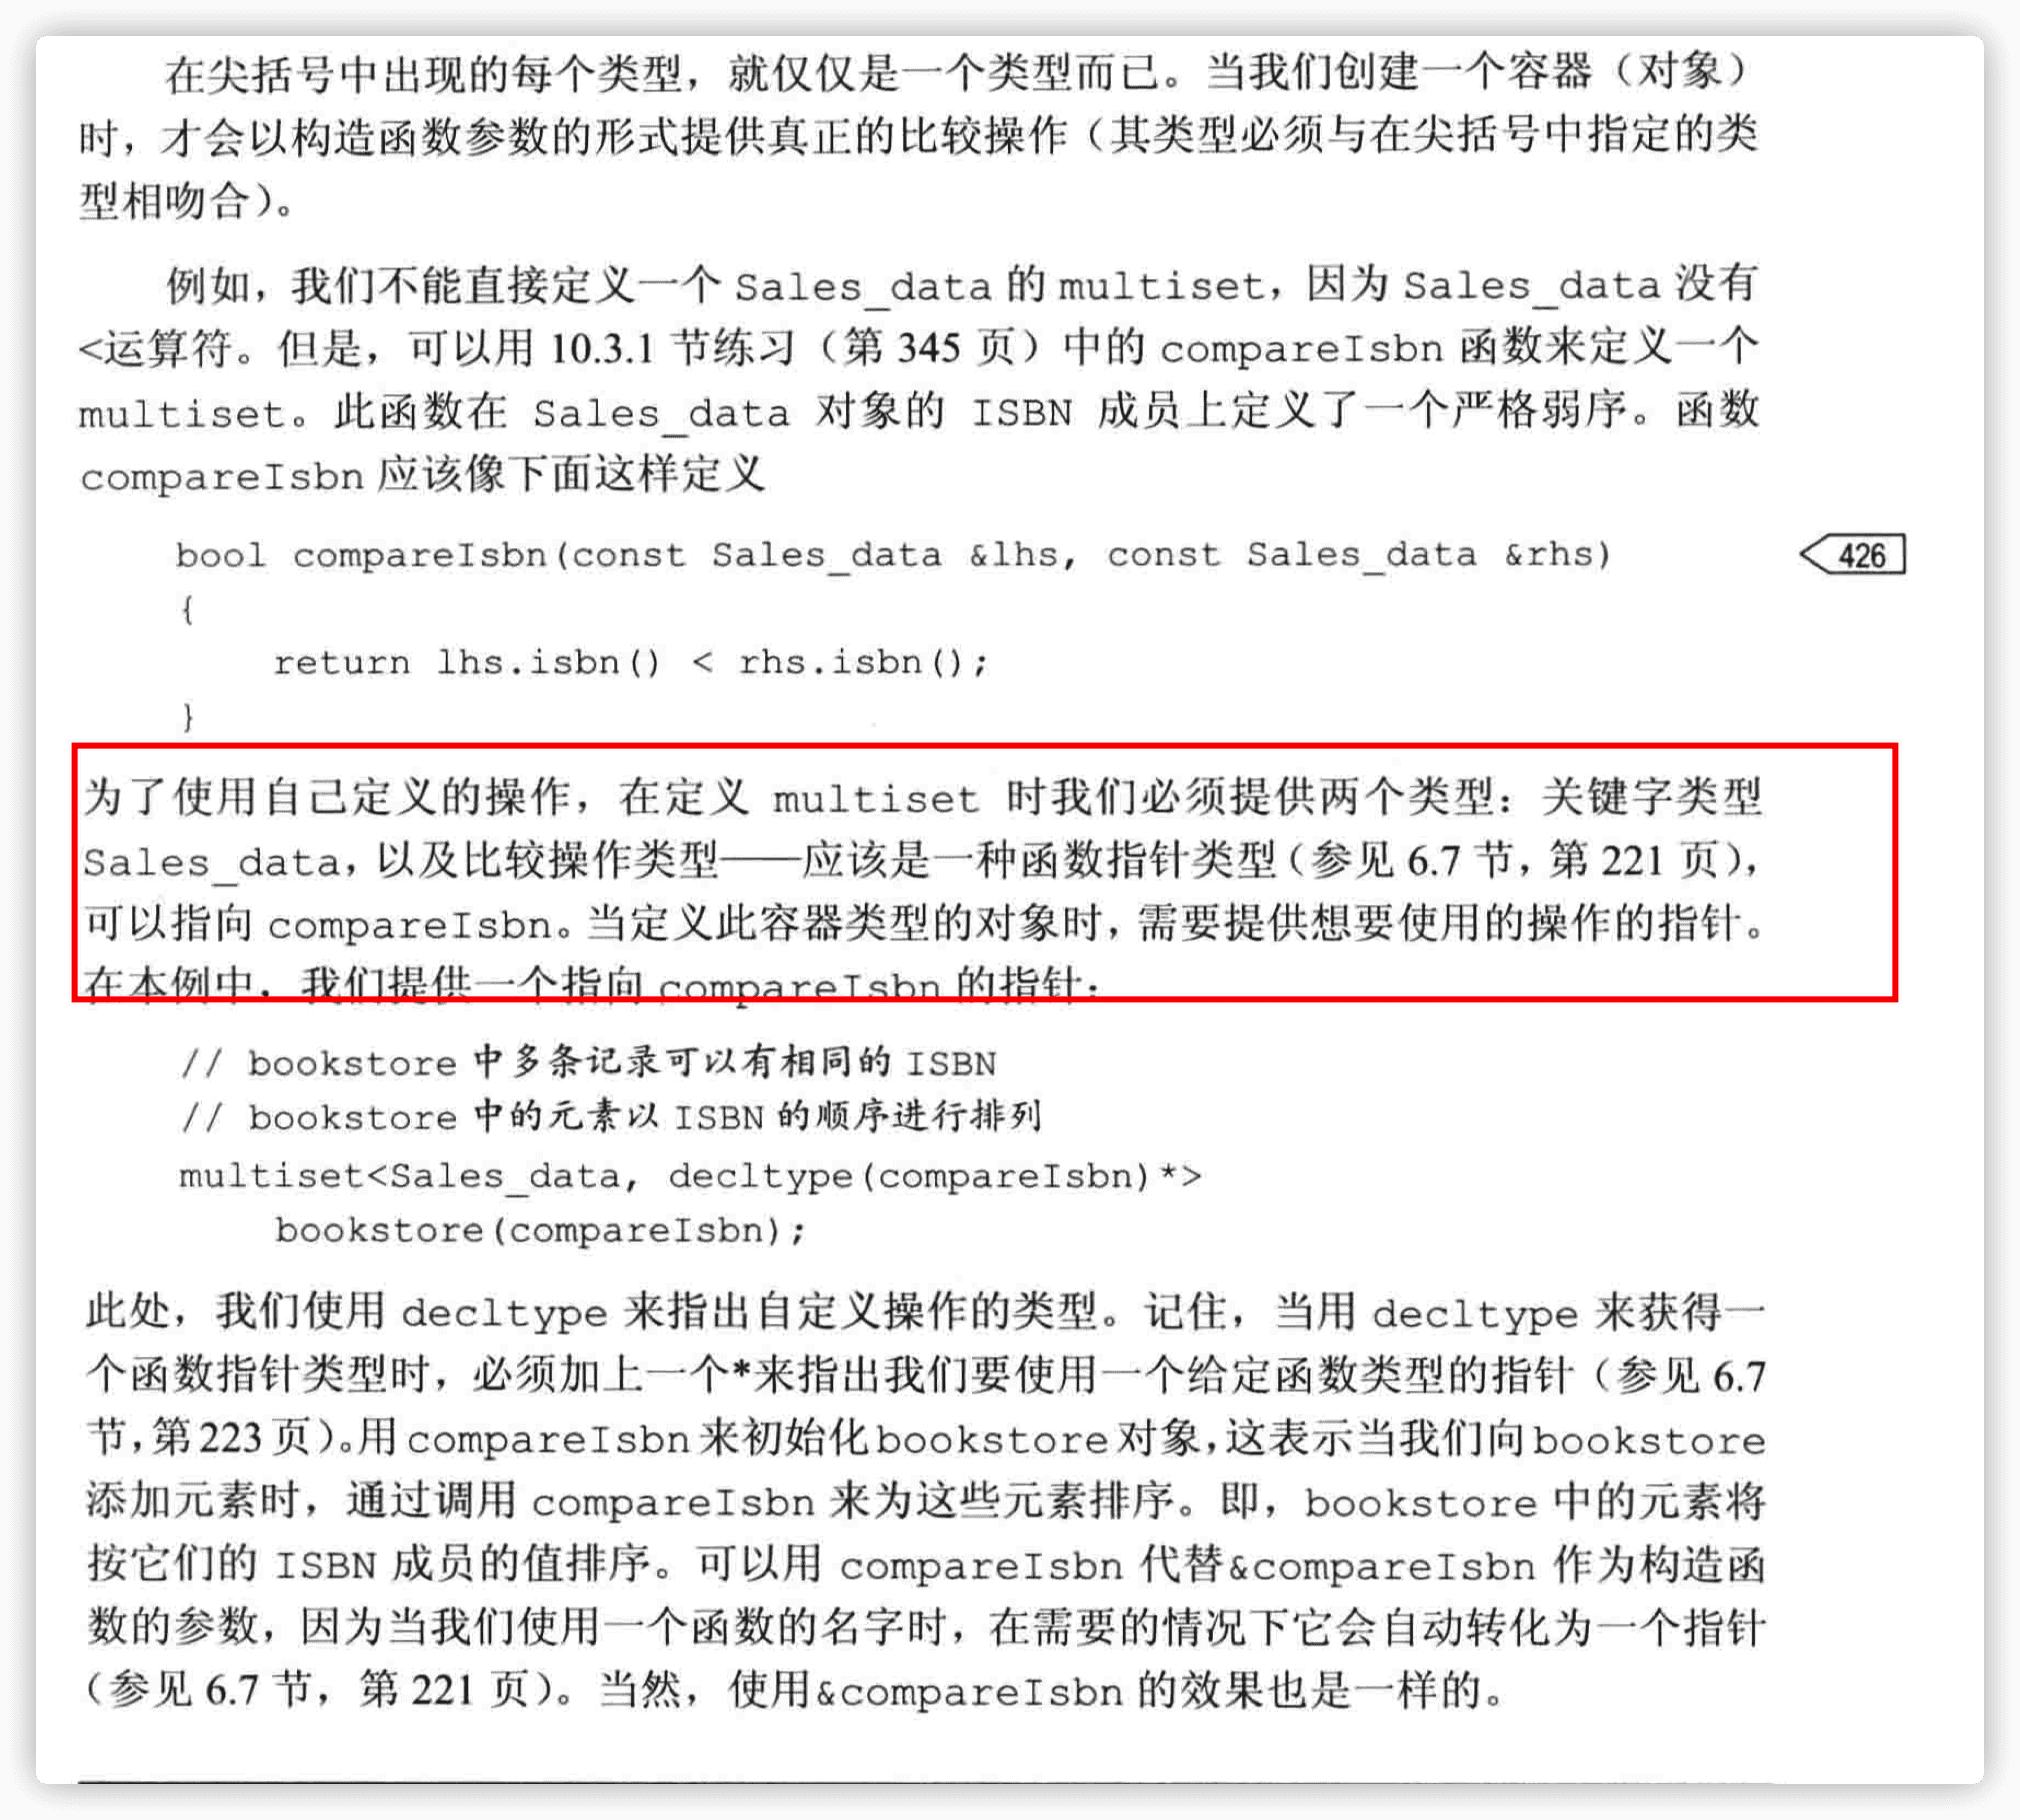 在尖括号中出现的每个类型，就仅仅是一个类型而已。当我们创建一个容器（对象）
时，才会以构造函数参数的形式提供真正的比较操作（其类型必须与在尖括号中指定的类
型相吻合）。
例如，我们不能直接定义一个 Sales_data 的 multiset，因为 Sales_data 没有
<运算符。但是，可以用 10.3.1 节练习（第 345 页）中的 compareIsbn 函数来定义一个
multiset。此函数在 Sales_data 对象的 ISBN 成员上定义了一个严格弱序。函数
compareIsbn 应该像下面这样定义
bool compareIsbn(const Sales_data &lhs, const Sales_data &rhs)
426
{
return lhs.isbn() < rhs.isbn();
}
为了使用自己定义的操作，在定义 multiset 时我们必须提供两个类型：关键字类型
Sales_data，以及比较操作类型——应该是一种函数指针类型（参见 6.7 节，第 221 页），
可以指向 compareIsbn。当定义此容器类型的对象时，需要提供想要使用的操作的指针。
在本例中，我们提供一个指向 compareIsbn 的指针：
// bookstore 中多条记录可以有相同的 ISBN
// bookstore 中的元素以 ISBN 的顺序进行排列
multiset<Sales_data, decltype(compareIsbn)*>
bookstore(compareIsbn);
此处，我们使用 decltype 来指出自定义操作的类型。记住，当用 decltype 来获得一
个函数指针类型时，必须加上一个*来指出我们要使用一个给定函数类型的指针（参见 6.7
节，第 223 页）。用 compareIsbn 来初始化 bookstore 对象，这表示当我们向 bookstore
添加元素时，通过调用 compareIsbn 来为这些元素排序。即，bookstore 中的元素将
按它们的 ISBN 成员的值排序。可以用 compareIsbn 代替&compareIsbn 作为构造函
数的参数，因为当我们使用一个函数的名字时，在需要的情况下它会自动转化为一个指针
（参见 6.7 节，第 221 页）。当然，使用&compareIsbn 的效果也是一样的。